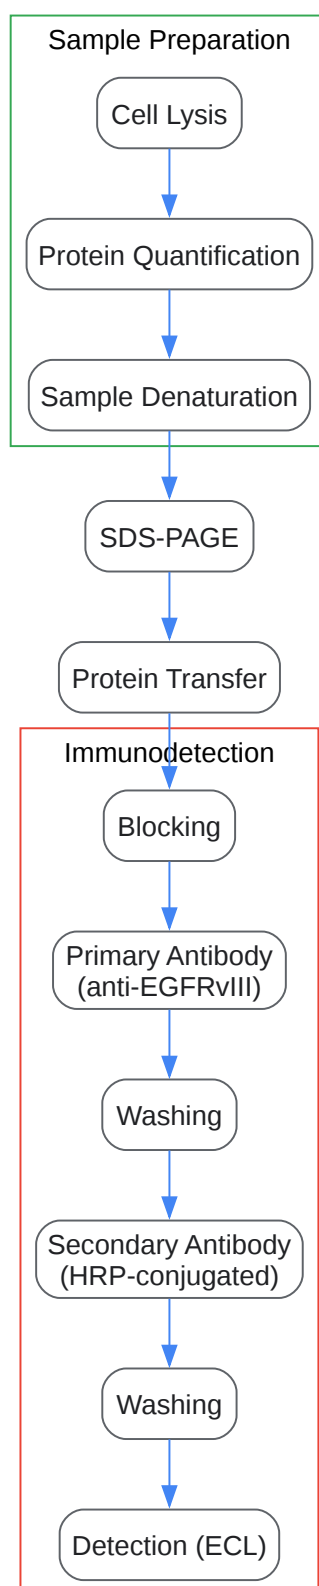 Sample Preparation
Cell Lysis
Protein Quantification
Sample Denaturation
SDS-PAGE
Protein Transfer
Immunodetection
Blocking
Primary Antibody
(anti-EGFRvIII)
Washing
Secondary Antibody
(HRP-conjugated)
Washing
Detection (ECL)